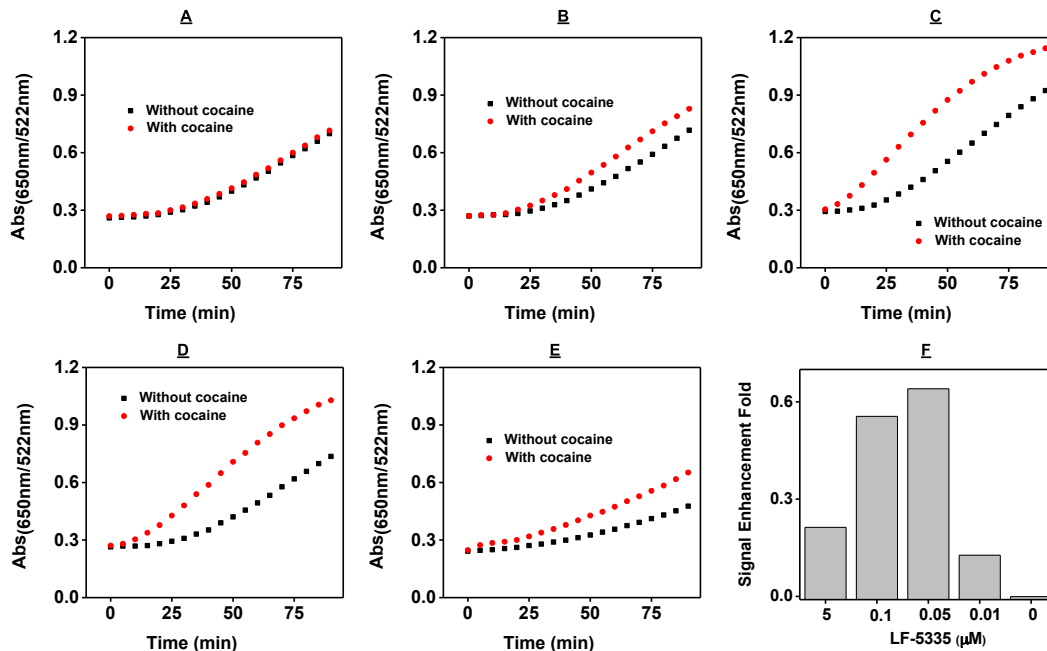 A
1.2
0.9
0.6
0.3
0.0
Abs(650nm/522nm)
Without cocaine
With cocaine
0 25 50 75
Time (min)
B
1.2
0.9
0.6
0.3
0.0
Abs(650nm/522nm)
Without cocaine
With cocaine
0 25 50 75
Time (min)
C
1.2
0.9
0.6
0.3
0.0
Abs(650nm/522nm)
Without cocaine
With cocaine
0 25 50 75
Time (min)
D
1.2
0.9
0.6
0.3
0.0
Abs(650nm/522nm)
Without cocaine
With cocaine
0 25 50 75
Time (min)
E
1.2
0.9
0.6
0.3
0.0
Abs(650nm/522nm)
Without cocaine
With cocaine
0 25 50 75
Time (min)
F
0.6
0.3
0.0
Signal Enhancement Fold
5 0.1 0.05 0.01 0
LF-5335 (μM)